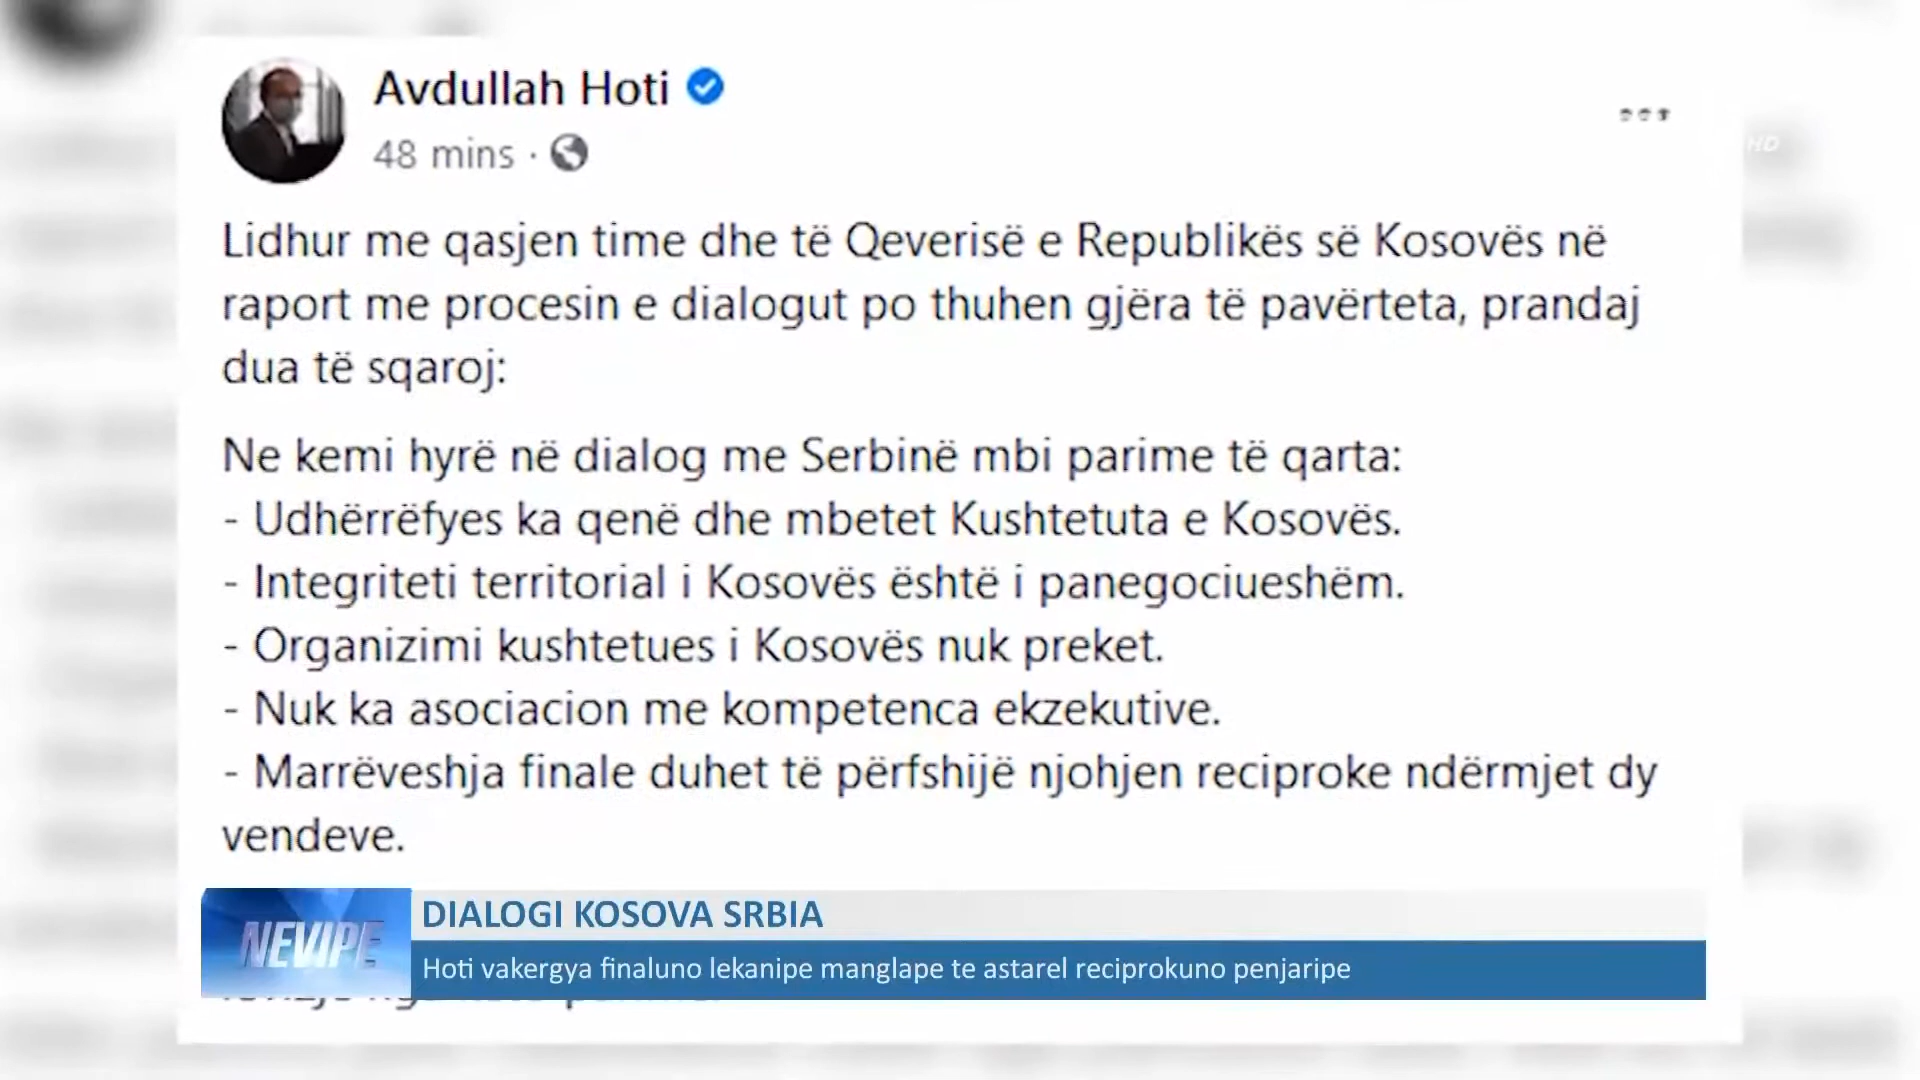 Avdullah Hoti
48 mins ·
HD
Lidhur me qasjen time dhe të Qeverisë e Republikës së Kosovës në
raport me procesin e dialogut po thuhen gjëra të pavërteta, prandaj
dua të sqaroj:
Ne kemi hyrë në dialog me Serbinë mbi parime të qarta:
- Udhërrëfyes ka qenë dhe mbetet Kushtetuta e Kosovës.
- Integriteti territorial i Kosovës është i panegociueshëm.
- Organizimi kushtetues i Kosovës nuk preket.
- Nuk ka asociacion me kompetenca ekzekutive.
- Marrëveshja finale duhet të përfshijë njohjen reciproke ndërmjet dy
vendeve.
NEVIPE
DIALOGI KOSOVA SRBIA
Hoti vakergya finaluno lekanipe manglape te astarel reciprokuno penjaripe